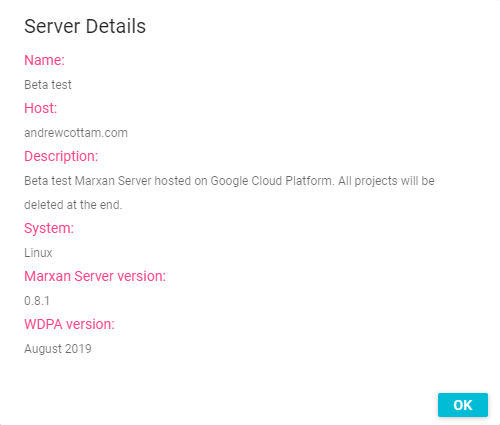 Server Details
Name:
Beta test
Host:
andrewcottam.com
Description:
Beta test Marxan Server hosted on Google Cloud Platform. All projects will be
deleted at the end.
System:
Linux
Marxan Server version:
0.8.1
WDPA version:
August 2019
OK